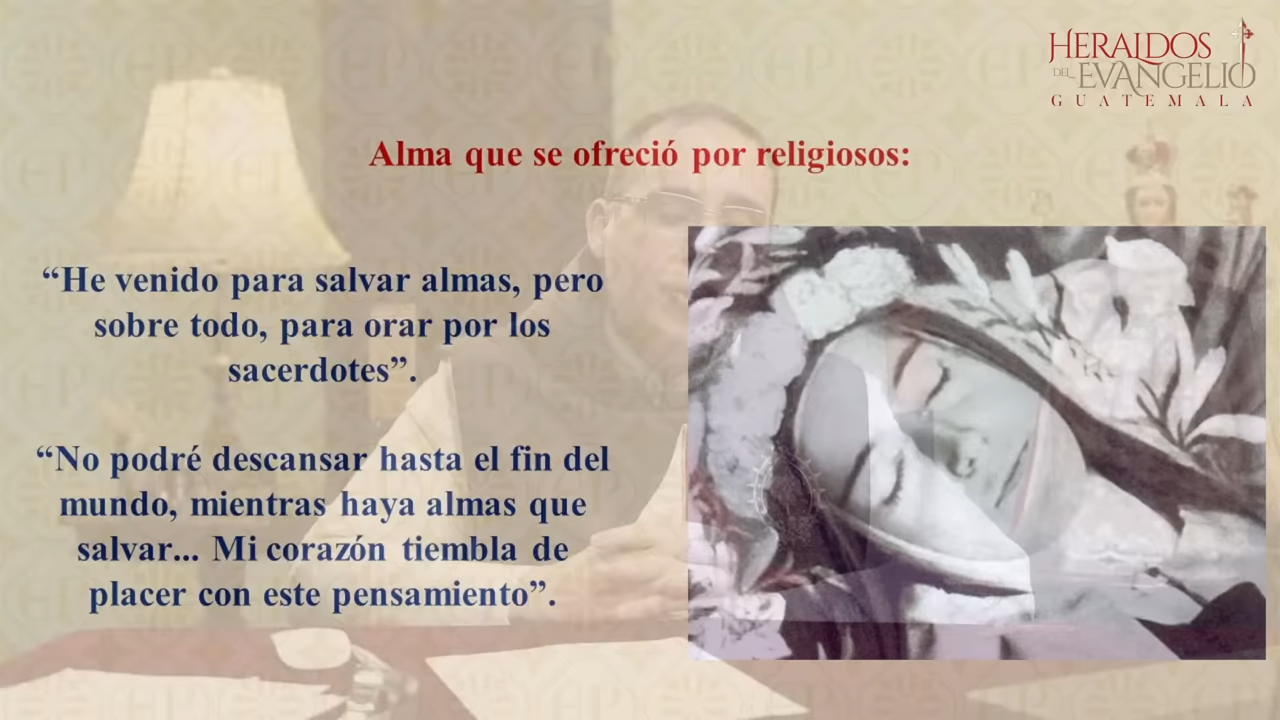 HERALDOS
DEL EVANGELIO
GUATEMALA
Alma que se ofreció por religiosos:
“He venido para salvar almas, pero
sobre todo, para orar por los
sacerdotes”.
“No podré descansar hasta el fin del
mundo, mientras haya almas que
salvar... Mi corazón tiembla de
placer con este pensamiento”.